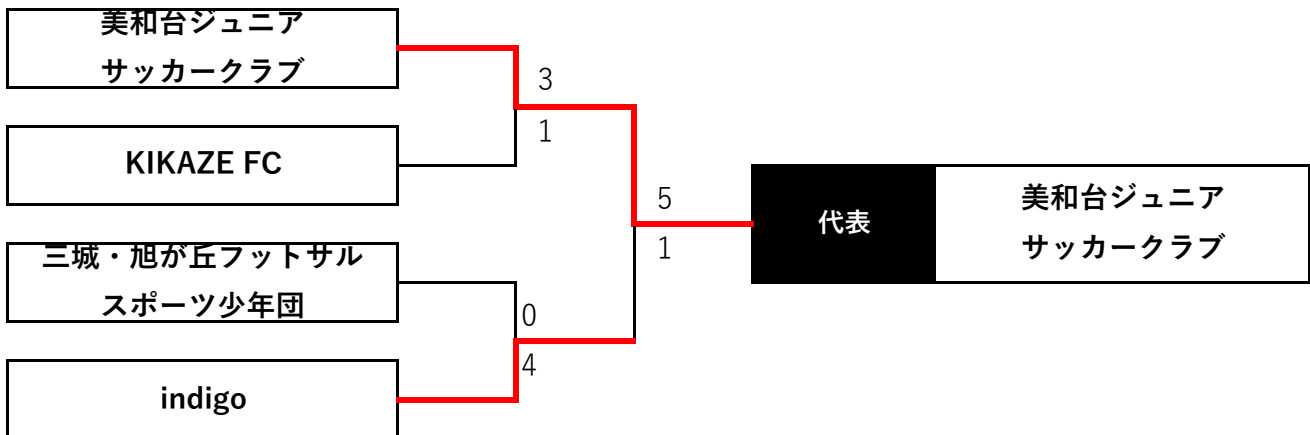 美和台ジュニア
サッカークラブ
3
1
KIKAZE FC
5
1
代表
美和台ジュニア
サッカークラブ
三城・旭が丘フットサル
スポーツ少年団
0
4
indigo